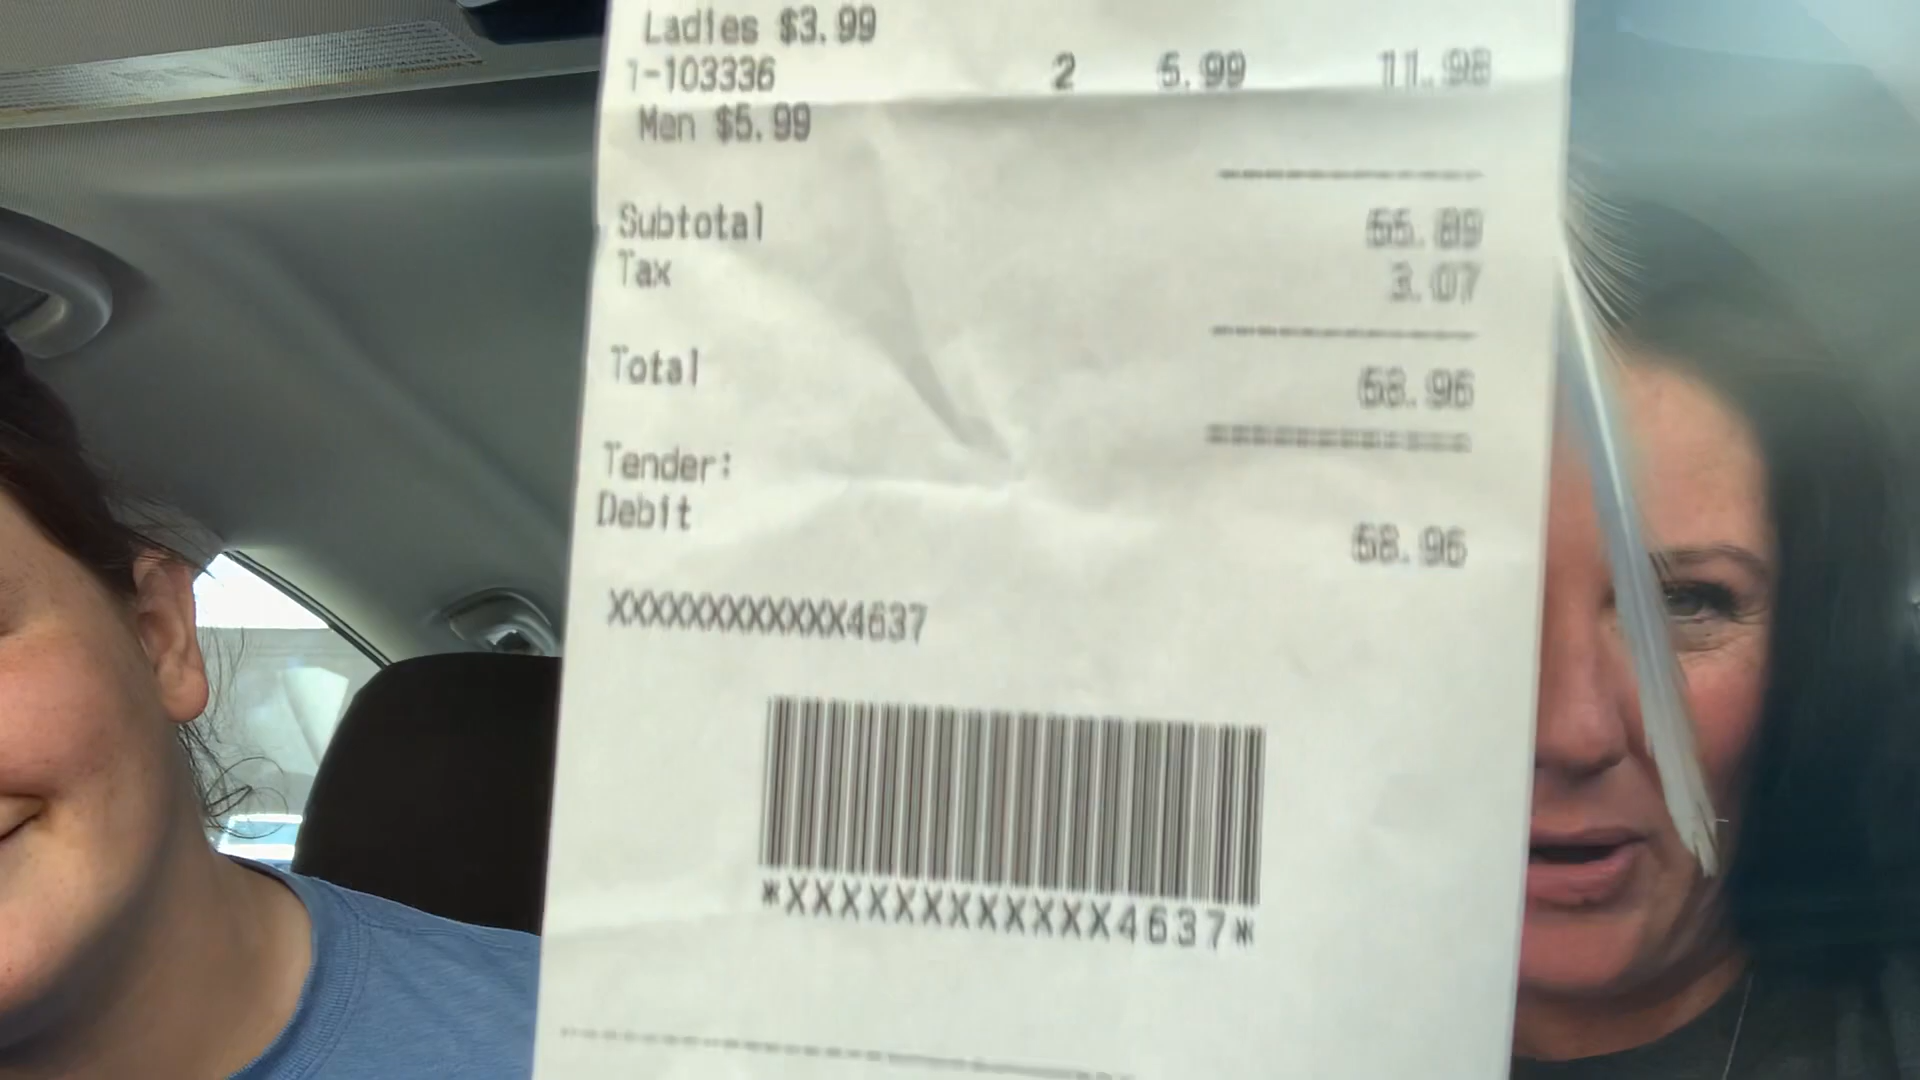 Ladies $3.99
1-103336 2 5.99 11.98
Men $5.99
Subtotal 55.89
Tax 3.07
Total 58.96
Tender:
Debit 58.96
XXXXXXXXXXXX4637
*XXXXXXXXXXXX4637*